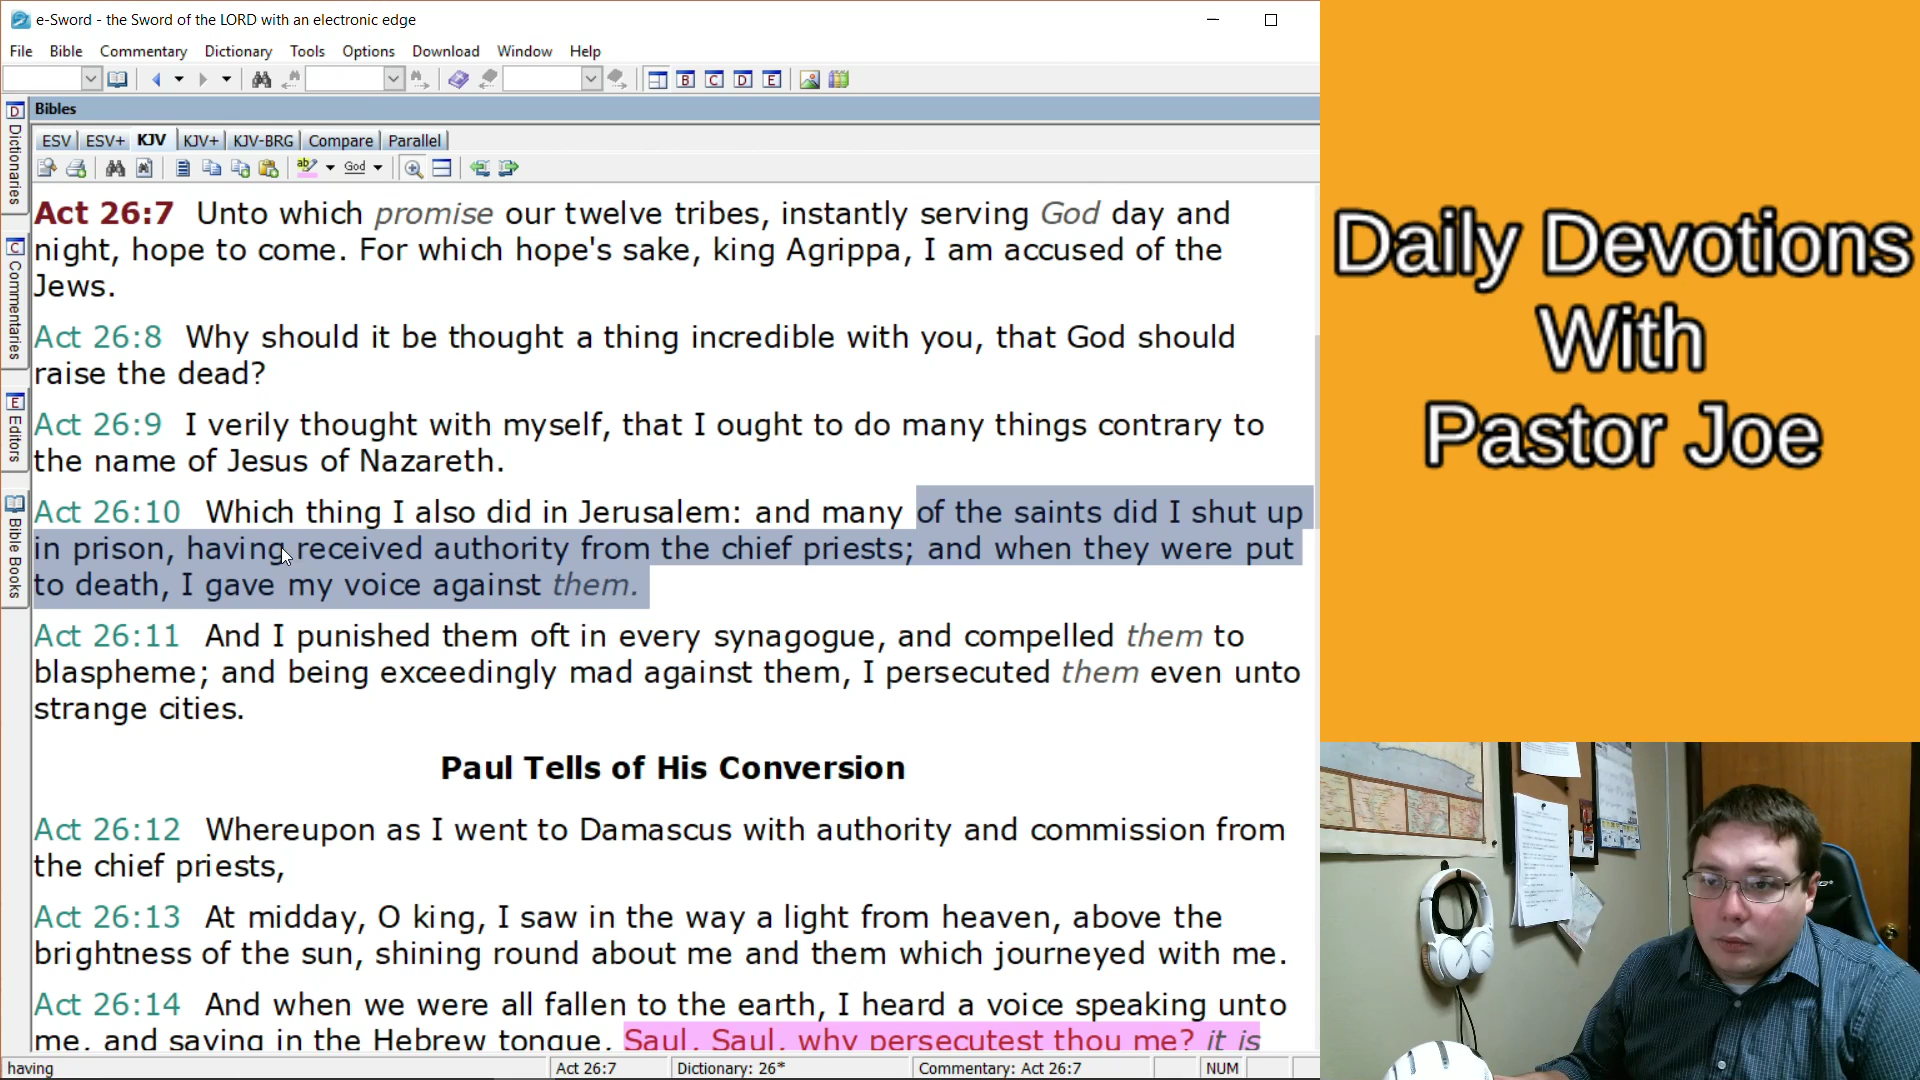 e-Sword - the Sword of the LORD with an electronic edge
File Bible Commentary Dictionary Tools Options Download Window Help
B C D E
Bibles
D Dictionaries
C Commentaries
E Editors
Bible Books
ESV ESV+ KJV KJV+ KJV-BRG Compare Parallel
ab God
Act 26:7 Unto which promise our twelve tribes, instantly serving God day and
night, hope to come. For which hope's sake, king Agrippa, I am accused of the
Jews.
Act 26:8 Why should it be thought a thing incredible with you, that God should
raise the dead?
Act 26:9 I verily thought with myself, that I ought to do many things contrary to
the name of Jesus of Nazareth.
Act 26:10 Which thing I also did in Jerusalem: and many of the saints did I shut up
in prison, having received authority from the chief priests; and when they were put
to death, I gave my voice against them.
Act 26:11 And I punished them oft in every synagogue, and compelled them to
blaspheme; and being exceedingly mad against them, I persecuted them even unto
strange cities.
Paul Tells of His Conversion
Act 26:12 Whereupon as I went to Damascus with authority and commission from
the chief priests,
Act 26:13 At midday, O king, I saw in the way a light from heaven, above the
brightness of the sun, shining round about me and them which journeyed with me.
Act 26:14 And when we were all fallen to the earth, I heard a voice speaking unto
me, and saying in the Hebrew tongue, Saul, Saul, why persecutest thou me? it is
having Act 26:7 Dictionary: 26* Commentary: Act 26:7 NUM
Daily Devotions
With
Pastor Joe